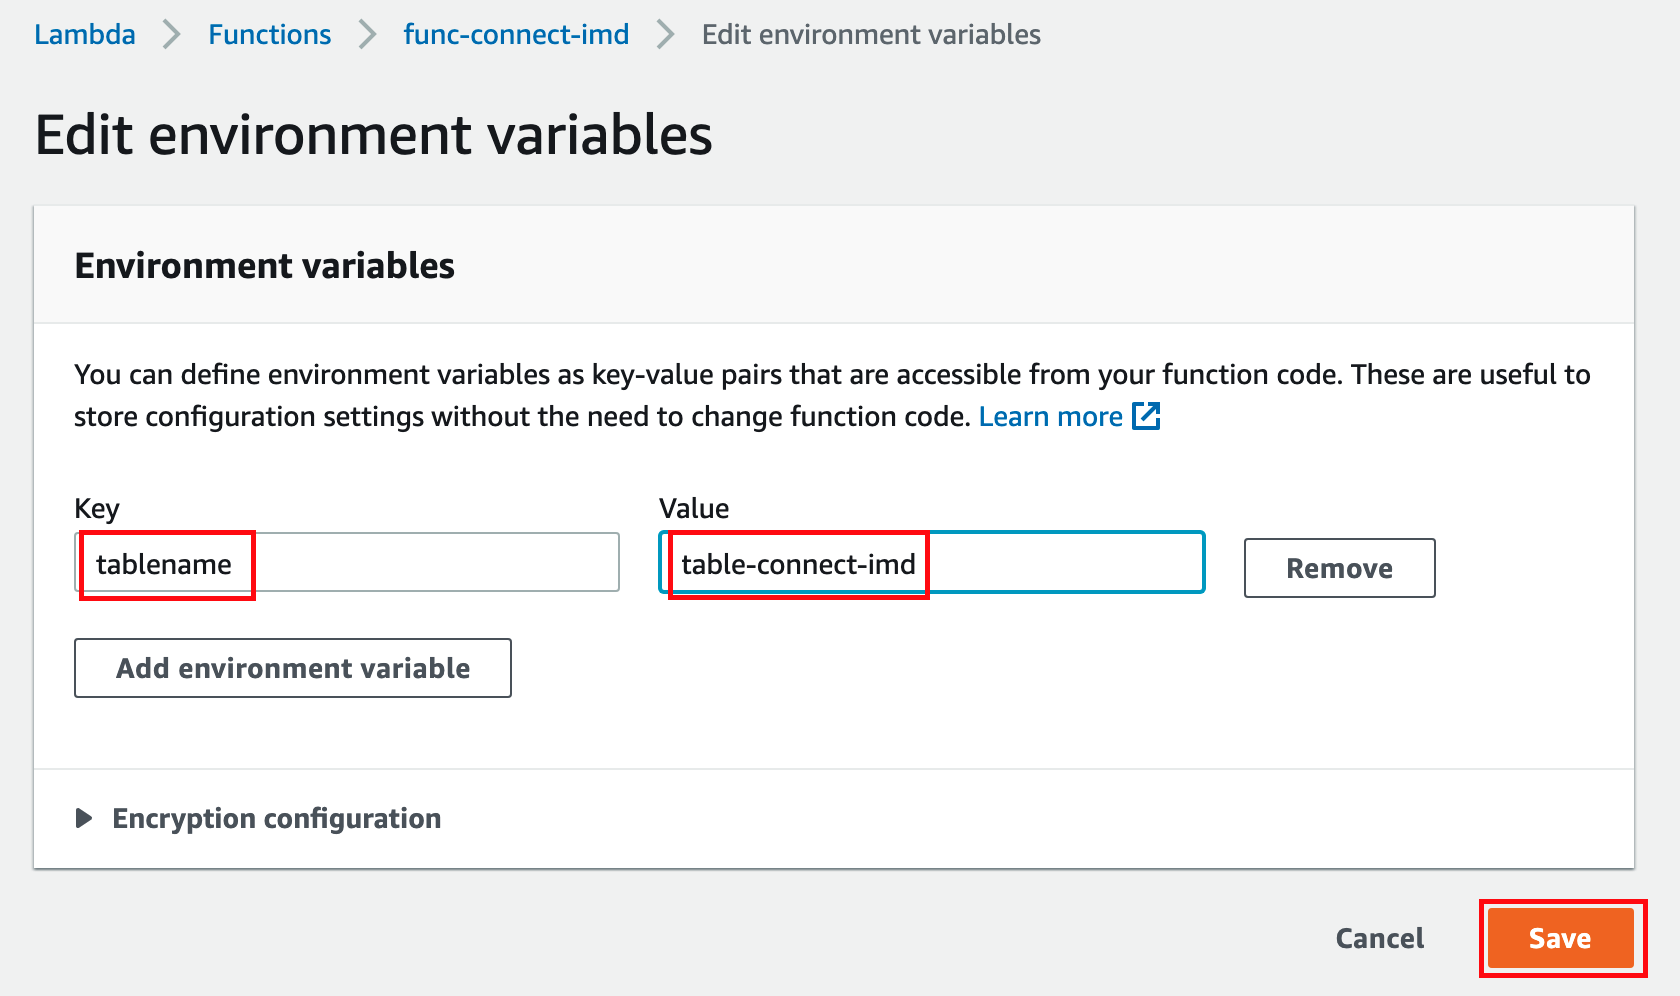 Lambda > Functions > func-connect-imd > Edit environment variables
Edit environment variables
Environment variables
You can define environment variables as key-value pairs that are accessible from your function code. These are useful to
store configuration settings without the need to change function code. Learn more
Key Value
tablename table-connect-imd Remove
Add environment variable
Encryption configuration
Cancel Save